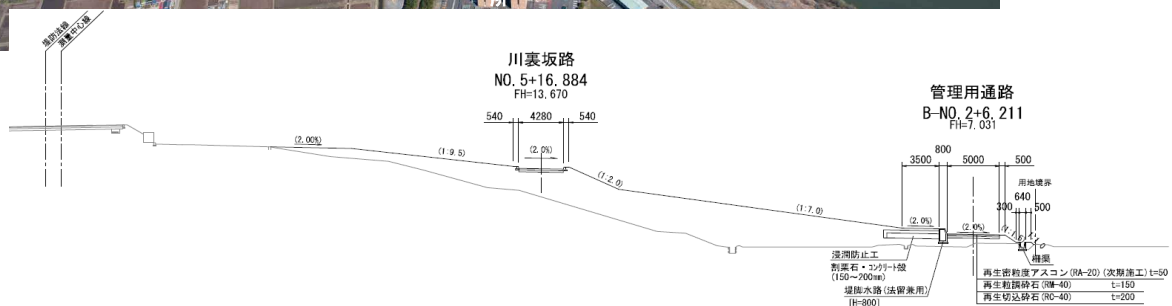 所
堤防法線
測量中心線
川裏坂路
NO.5+16.884
FH=13.670
540 4280 540
(2.0%)
(2.00%)
(1:9.5)
(1:2.0)
(1:7.0)
管理用通路
B-NO.2+6.211
FH=7.031
800
3500 5000 500
用地境界
640
300 500
(2.0%) (2.0%)
浸潤防止工
割栗石・コンクリート殻
(150〜200mm)
堤脚水路(法留兼用)
[H=800]
柵渠
再生密粒度アスコン(RA-20)(次期施工)t=50
再生粒調砕石(RM-40) t=150
再生切込砕石(RC-40) t=200